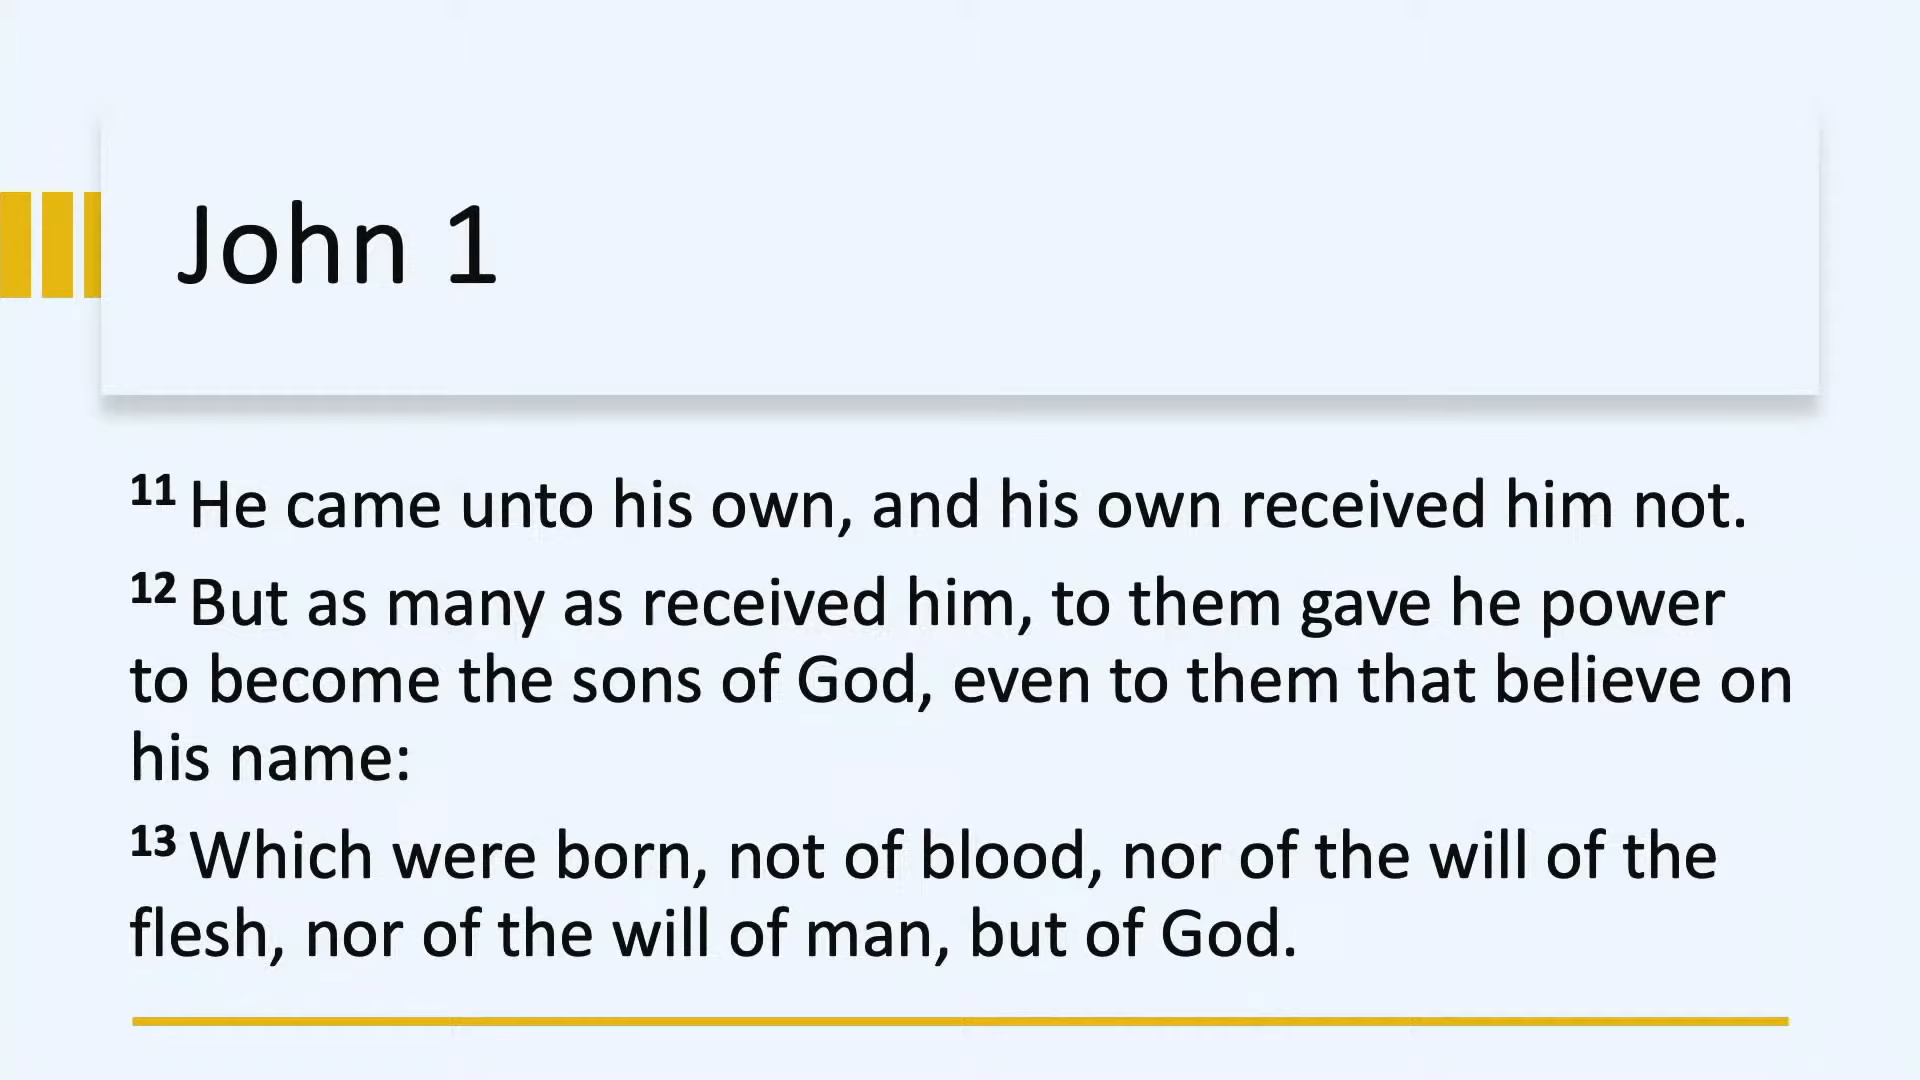 John 1
11 He came unto his own, and his own received him not.
12 But as many as received him, to them gave he power
to become the sons of God, even to them that believe on
his name:
13 Which were born, not of blood, nor of the will of the
flesh, nor of the will of man, but of God.